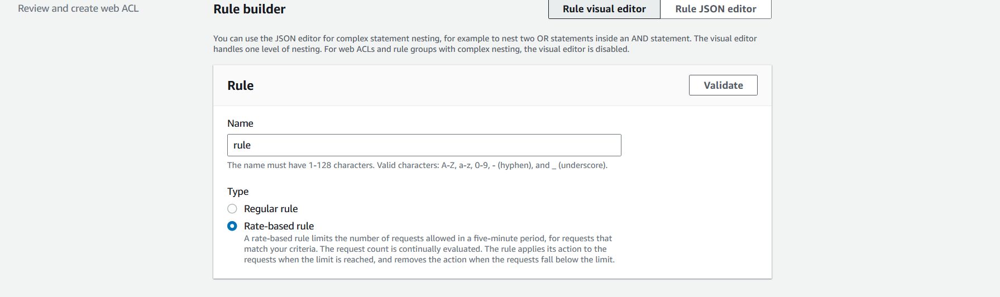 Review and create web ACL
Rule builder
Rule visual editor
Rule JSON editor
You can use the JSON editor for complex statement nesting, for example to nest two OR statements inside an AND statement. The visual editor
handles one level of nesting. For web ACLs and rule groups with complex nesting, the visual editor is disabled.
Rule
Validate
Name
rule
The name must have 1-128 characters. Valid characters: A-Z, a-z, 0-9, - (hyphen), and _ (underscore).
Type
Regular rule
Rate-based rule
A rate-based rule limits the number of requests allowed in a five-minute period, for requests that
match your criteria. The request count is continually evaluated. The rule applies its action to the
requests when the limit is reached, and removes the action when the requests fall below the limit.